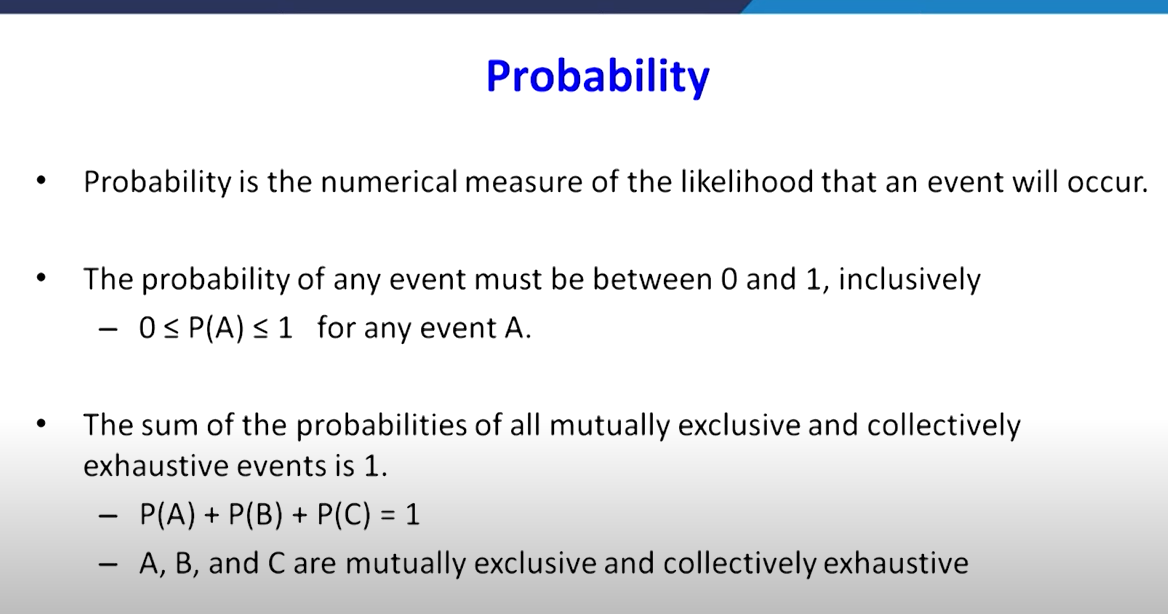 Probability
• Probability is the numerical measure of the likelihood that an event will occur.
• The probability of any event must be between 0 and 1, inclusively
– 0 ≤ P(A) ≤ 1 for any event A.
• The sum of the probabilities of all mutually exclusive and collectively
exhaustive events is 1.
– P(A) + P(B) + P(C) = 1
– A, B, and C are mutually exclusive and collectively exhaustive